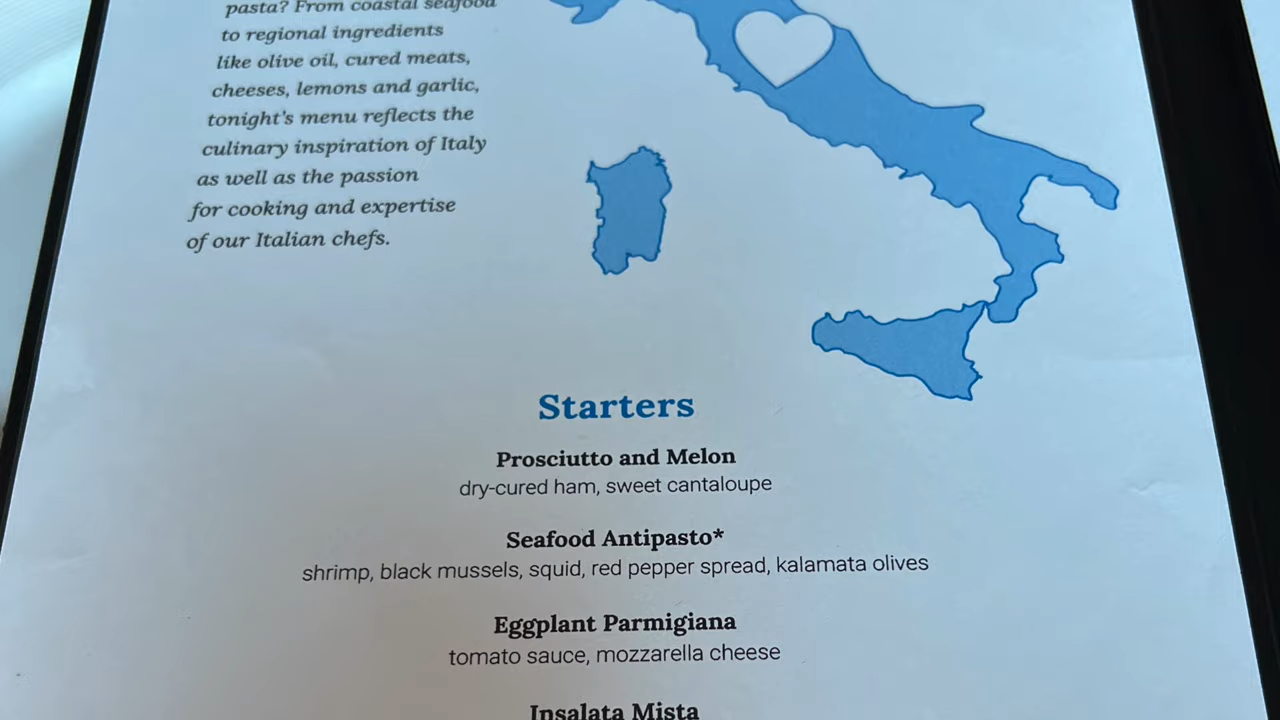 pasta? From coastal seafood
to regional ingredients
like olive oil, cured meats,
cheeses, lemons and garlic,
tonight's menu reflects the
culinary inspiration of Italy
as well as the passion
for cooking and expertise
of our Italian chefs.
Starters
Prosciutto and Melon
dry-cured ham, sweet cantaloupe
Seafood Antipasto*
shrimp, black mussels, squid, red pepper spread, kalamata olives
Eggplant Parmigiana
tomato sauce, mozzarella cheese
Insalata Mista